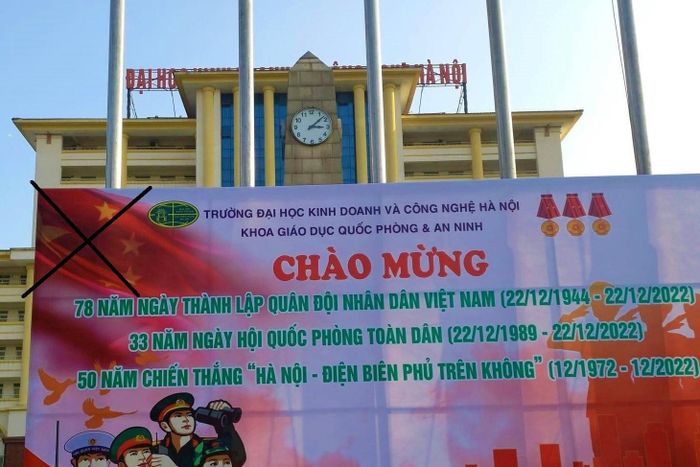 ĐẠI HÀ NỘI
TRƯỜNG ĐẠI HỌC KINH DOANH VÀ CÔNG NGHỆ HÀ NỘI
KHOA GIÁO DỤC QUỐC PHÒNG & AN NINH
CHÀO MỪNG
78 NĂM NGÀY THÀNH LẬP QUÂN ĐỘI NHÂN DÂN VIỆT NAM (22/12/1944 - 22/12/2022)
33 NĂM NGÀY HỘI QUỐC PHÒNG TOÀN DÂN (22/12/1989 - 22/12/2022)
50 NĂM CHIẾN THẮNG “HÀ NỘI - ĐIỆN BIÊN PHỦ TRÊN KHÔNG” (12/1972 - 12/2022)